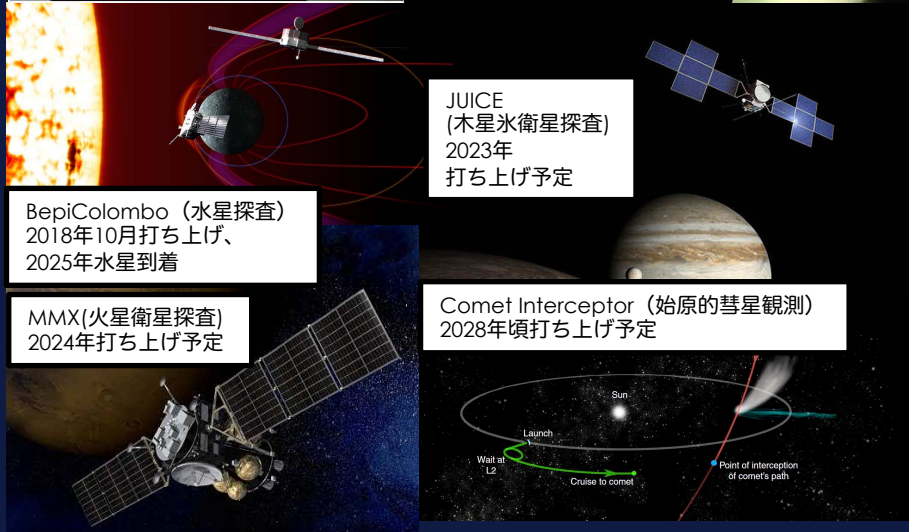 JUICE
(木星氷衛星探査)
2023年
打ち上げ予定
BepiColombo（水星探査）
2018年10月打ち上げ、
2025年水星到着
MMX(火星衛星探査)
2024年打ち上げ予定
Comet Interceptor（始原的彗星観測）
2028年頃打ち上げ予定
Sun
Launch
Wait at
L2
Cruise to comet
Point of interception
of comet's path